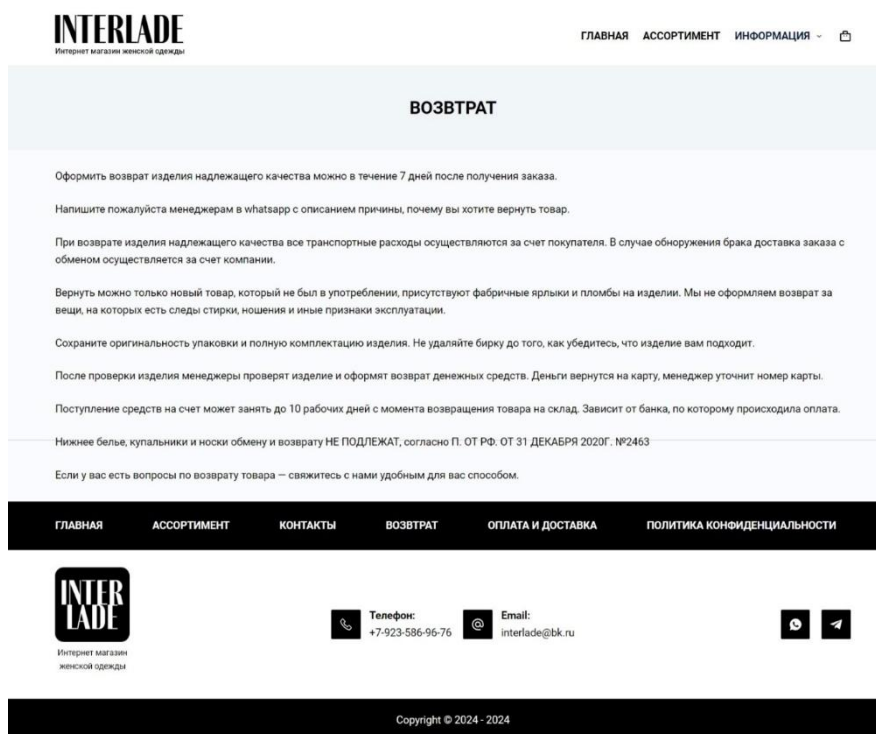 INTERLADE
Интернет магазин женской одежды
ГЛАВНАЯ АССОРТИМЕНТ ИНФОРМАЦИЯ
ВОЗВТРАТ
Оформить возврат изделия надлежащего качества можно в течение 7 дней после получения заказа.
Напишите пожалуйста менеджерам в whatsapp с описанием причины, почему вы хотите вернуть товар.
При возврате изделия надлежащего качества все транспортные расходы осуществляются за счет покупателя. В случае обноружения брака доставка заказа с
обменом осуществляется за счет компании.
Вернуть можно только новый товар, который не был в употреблении, присутствуют фабричные ярлыки и пломбы на изделии. Мы не оформляем возврат за
вещи, на которых есть следы стирки, ношения и иные признаки эксплуатации.
Сохраните оригинальность упаковки и полную комплектацию изделия. Не удаляйте бирку до того, как убедитесь, что изделие вам подходит.
После проверки изделия менеджеры проверят изделие и оформят возврат денежных средств. Деньги вернутся на карту, менеджер уточнит номер карты.
Поступление средств на счет может занять до 10 рабочих дней с момента возвращения товара на склад. Зависит от банка, по которому происходила оплата.
Нижнее белье, купальники и носки обмену и возврату НЕ ПОДЛЕЖАТ, согласно П. ОТ РФ. ОТ 31 ДЕКАБРЯ 2020Г. №2463
Если у вас есть вопросы по возврату товара — свяжитесь с нами удобным для вас способом.
ГЛАВНАЯ АССОРТИМЕНТ КОНТАКТЫ ВОЗВТРАТ ОПЛАТА И ДОСТАВКА ПОЛИТИКА КОНФИДЕНЦИАЛЬНОСТИ
INTER
LADE
Интернет магазин
женской одежды
Телефон:
+7-923-586-96-76
Email:
interlade@bk.ru
Copyright © 2024 - 2024